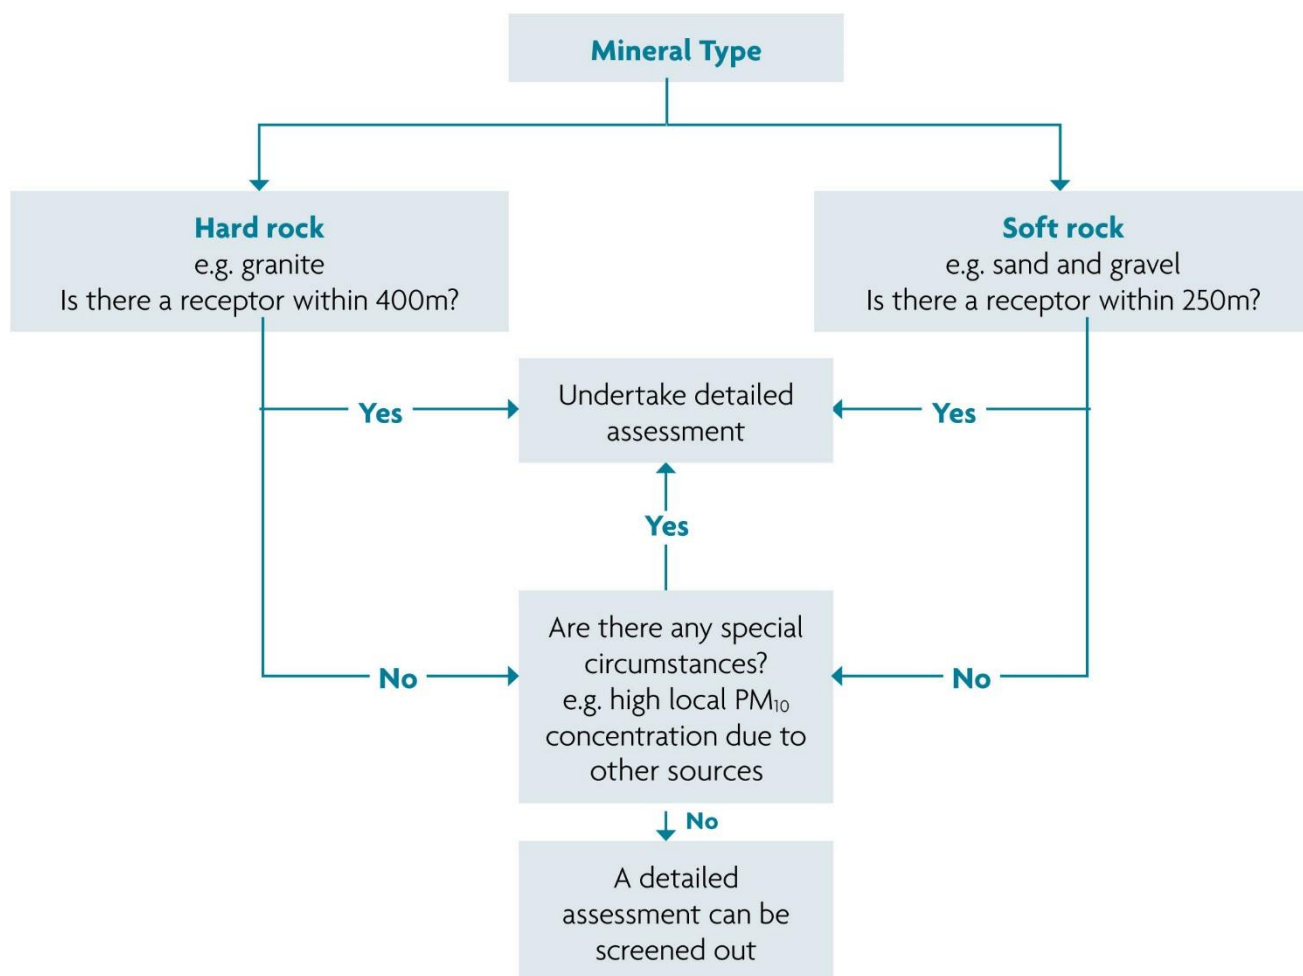 Mineral Type
Hard rock
e.g. granite
Is there a receptor within 400m?
Soft rock
e.g. sand and gravel
Is there a receptor within 250m?
Undertake detailed
assessment
Yes
Yes
Yes
Are there any special
circumstances?
e.g. high local PM₁₀
concentration due to
other sources
No
No
No
A detailed
assessment can be
screened out